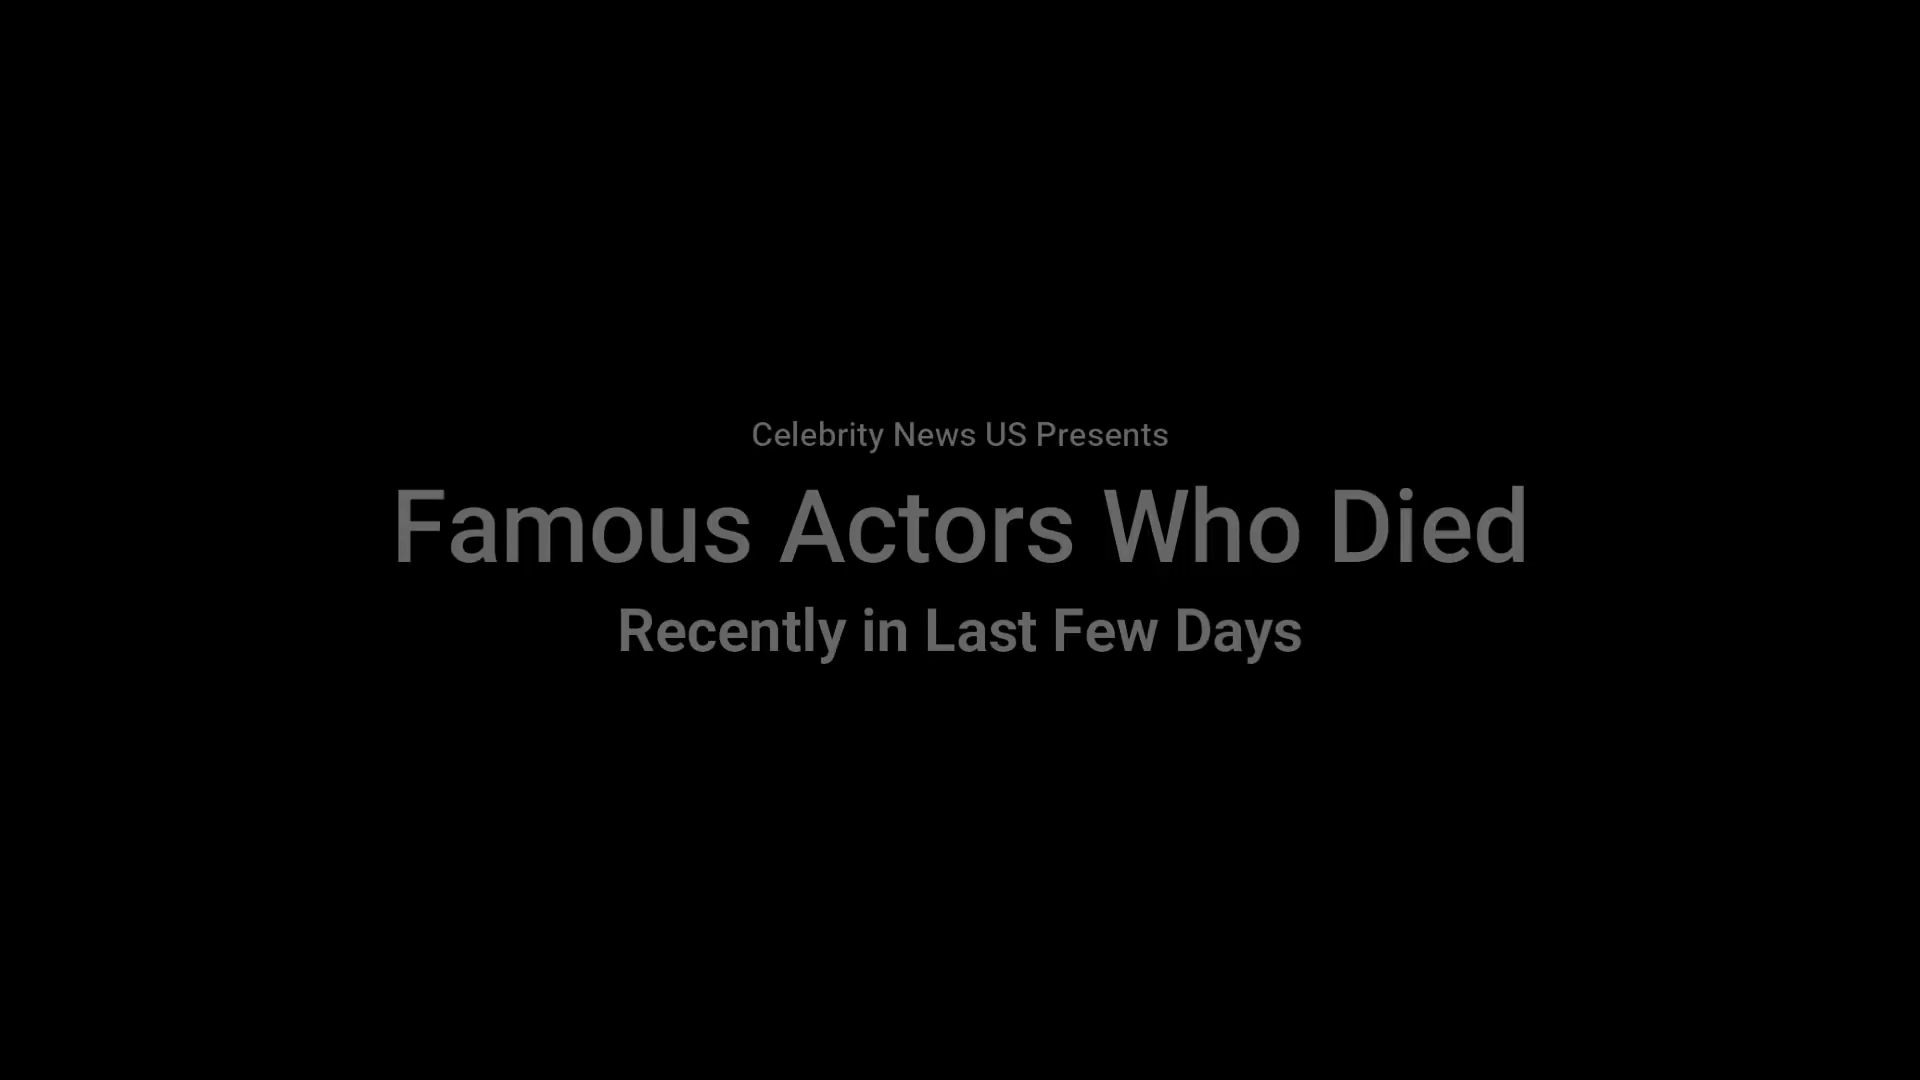 Celebrity News US Presents
Famous Actors Who Died
Recently in Last Few Days